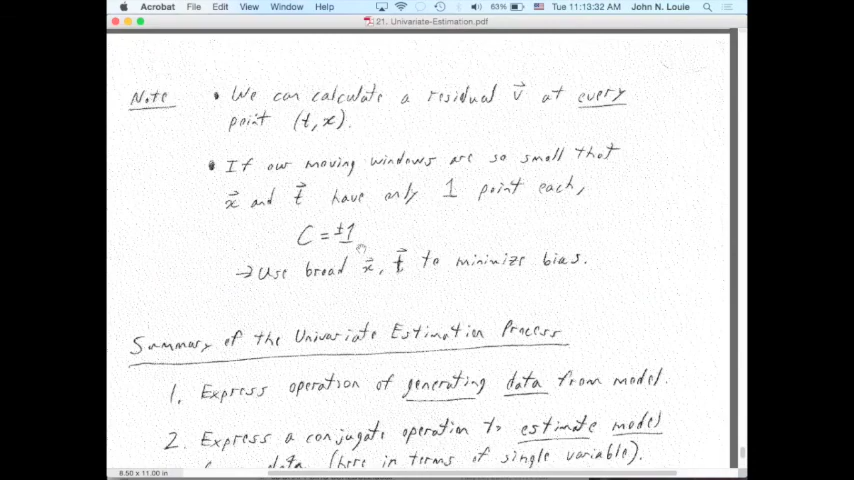 Acrobat File Edit View Window Help 63% Tue 11:13:32 John N. Louie
21. Univariate-Estimation.pdf
Note • We can calculate a residual v⃗ at every
point (t, x).
• If our moving windows are so small that
x⃗ and t⃗ have only 1 point each,
C = ±1
→ Use broad x⃗, t⃗ to minimize bias.
Summary of the Univariate Estimation Process
1. Express operation of generating data from model.
2. Express a conjugate operation to estimate model
data (here in terms of single variable).
8.50 x 11.00 in